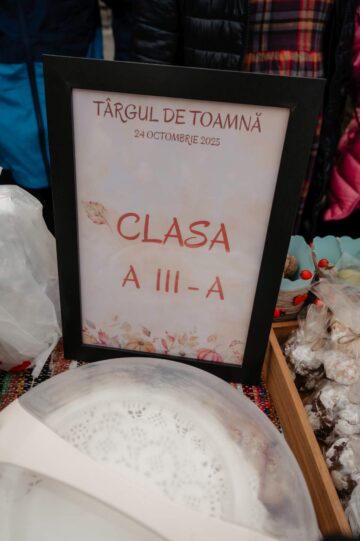 TÂRGUL DE TOAMNĂ
24 OCTOMBRIE 2025
CLASA
A III - A